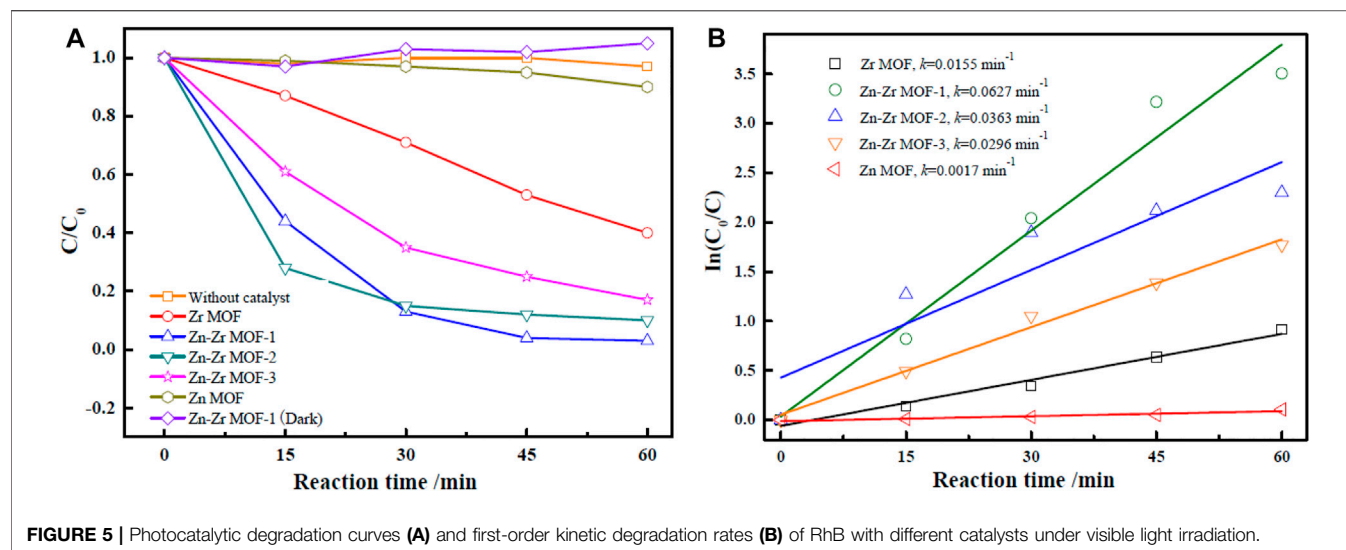 A
C/C₀
1.0
0.8
0.6
0.4
0.2
0.0
-0.2
Without catalyst
Zr MOF
Zn-Zr MOF-1
Zn-Zr MOF-2
Zn-Zr MOF-3
Zn MOF
Zn-Zr MOF-1 (Dark)
0 15 30 45 60
Reaction time /min
B
ln(C₀/C)
3.5
3.0
2.5
2.0
1.5
1.0
0.5
0.0
Zr MOF, k=0.0155 min⁻¹
Zn-Zr MOF-1, k=0.0627 min⁻¹
Zn-Zr MOF-2, k=0.0363 min⁻¹
Zn-Zr MOF-3, k=0.0296 min⁻¹
Zn MOF, k=0.0017 min⁻¹
0 15 30 45 60
Reaction time /min
FIGURE 5 | Photocatalytic degradation curves (A) and first-order kinetic degradation rates (B) of RhB with different catalysts under visible light irradiation.